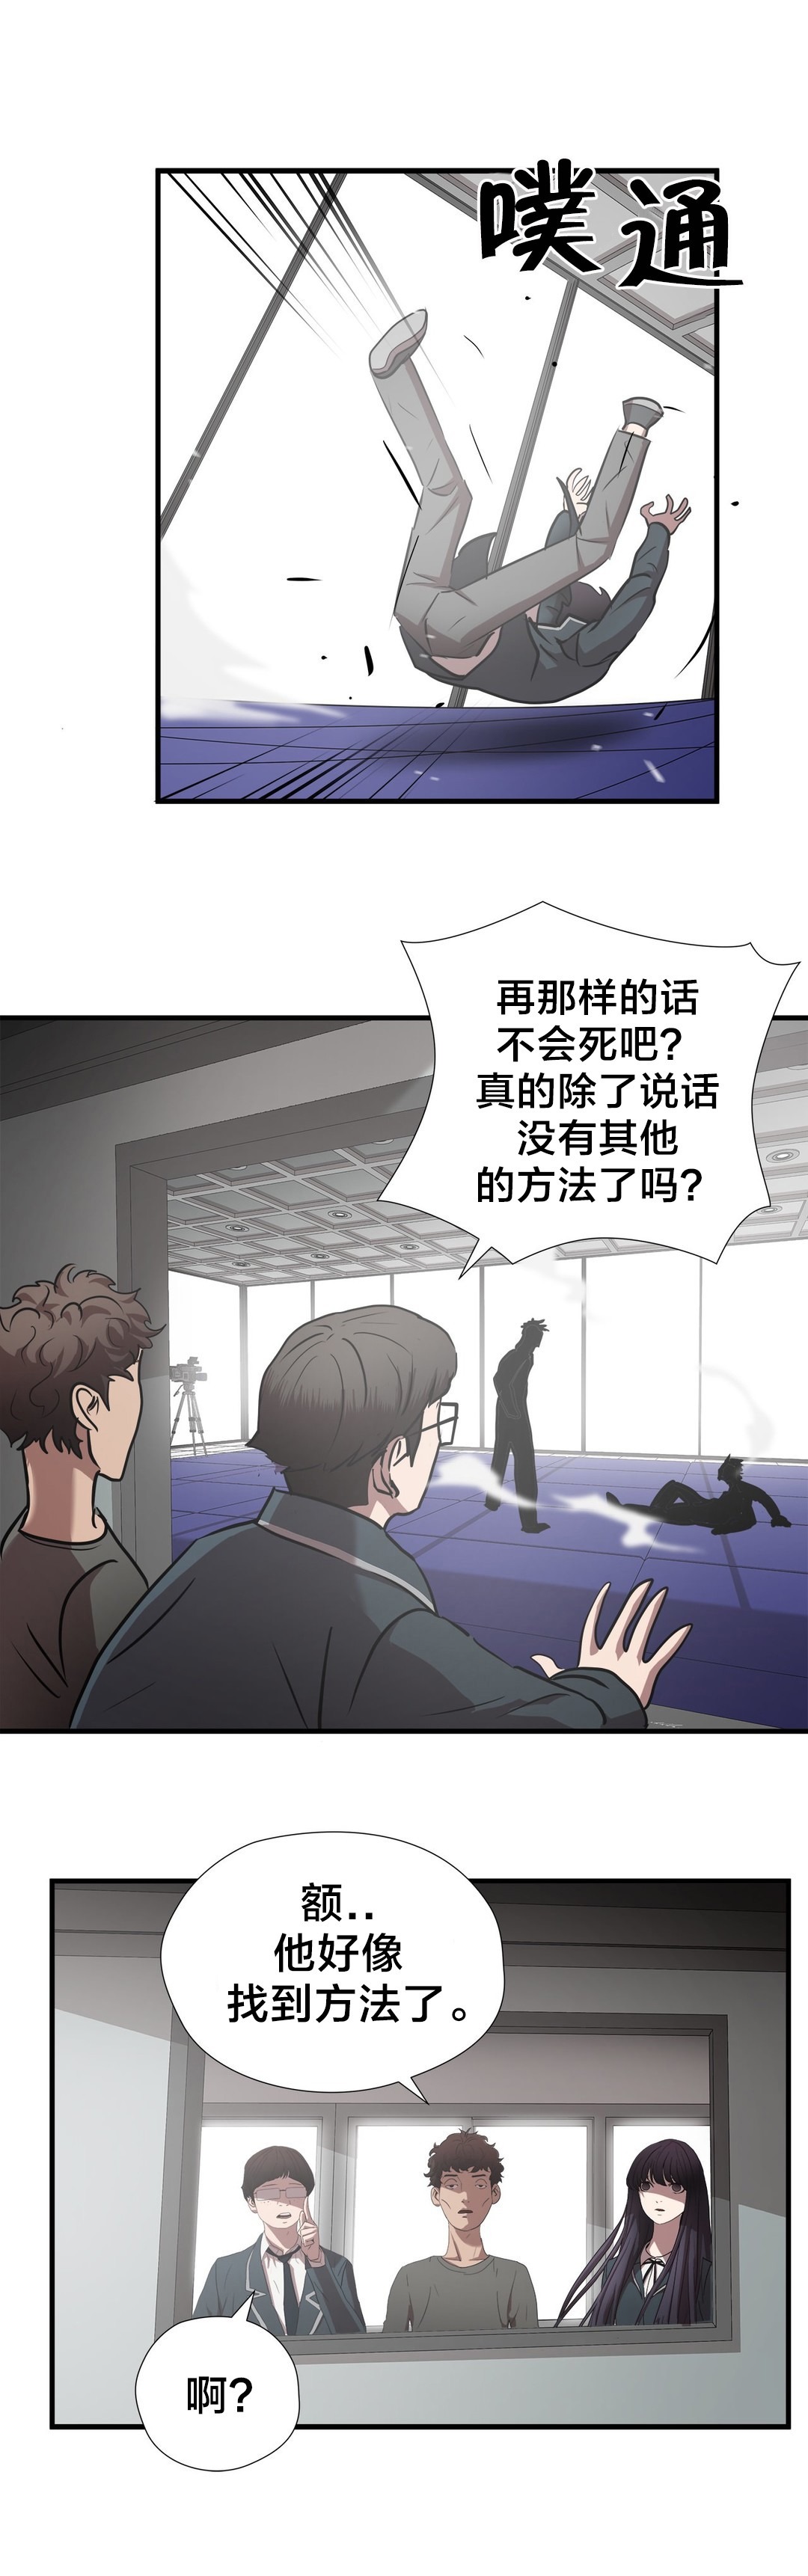 噗通
再那样的话
不会死吧?
真的除了说话
没有其他
的方法了吗?
额..
他好像
找到方法了。
啊?